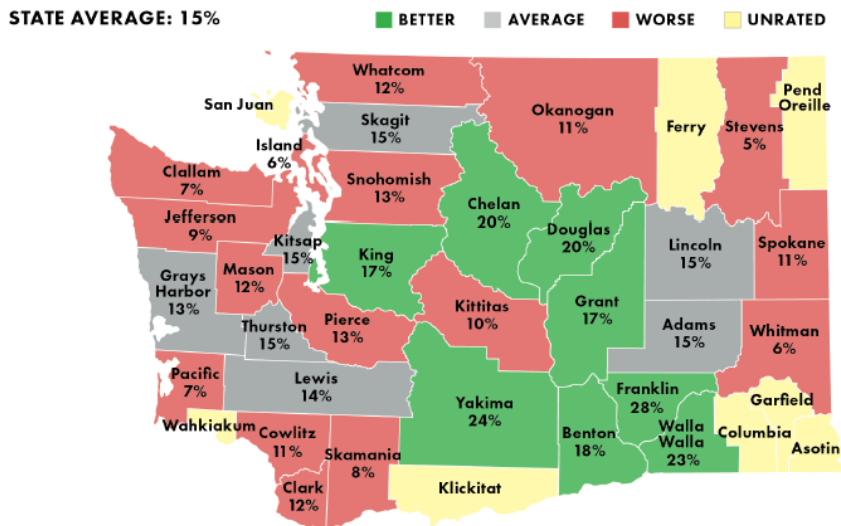 STATE AVERAGE: 15%
BETTER
AVERAGE
WORSE
UNRATED
Whatcom
12%
San Juan
Skagit
15%
Okanogan
11%
Ferry
Stevens
5%
Pend
Oreille
Island
6%
Clallam
7%
Snohomish
13%
Chelan
20%
Jefferson
9%
Kitsap
15%
King
17%
Douglas
20%
Lincoln
15%
Spokane
11%
Grays
Harbor
13%
Mason
12%
Kittitas
10%
Grant
17%
Thurston
15%
Pierce
13%
Adams
15%
Whitman
6%
Pacific
7%
Lewis
14%
Yakima
24%
Franklin
28%
Garfield
Wahkiakum
Cowlitz
11%
Skamania
8%
Benton
18%
Walla
Walla
23%
Columbia
Asotin
Clark
12%
Klickitat